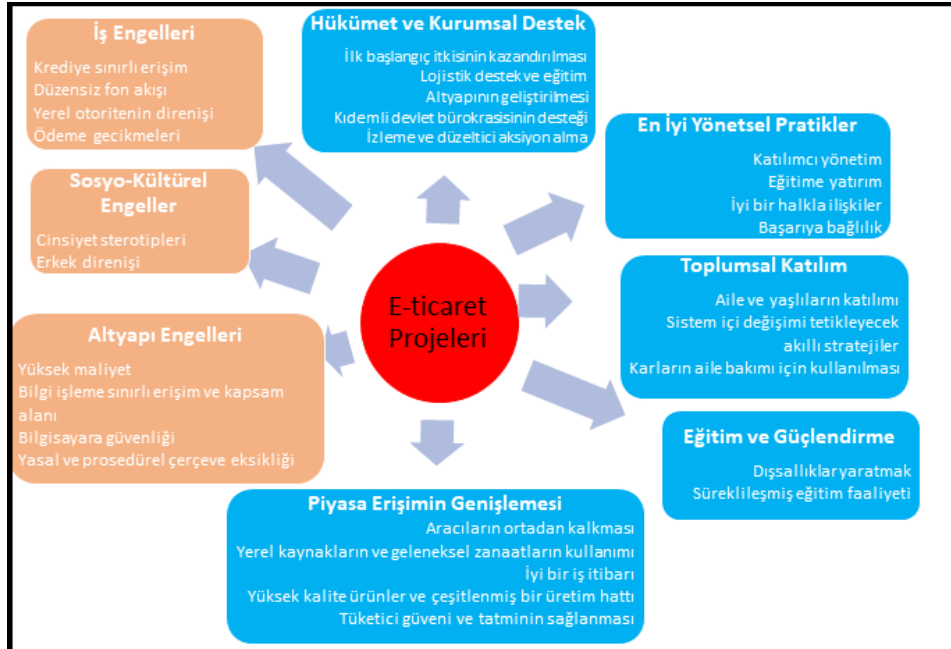 İş Engelleri
Krediye sınırlı erişim
Düzensiz fon akışı
Yerel otoritenin direnişi
Ödeme gecikmeleri
Sosyo-Kültürel
Engeller
Cinsiyet sterotipleri
Erkek direnişi
Altyapı Engelleri
Yüksek maliyet
Bilgi işleme sınırlı erişim ve kapsam
alanı
Bilgisayara güvenliği
Yasal ve prosedürel çerçeve eksikliği
Hükümet ve Kurumsal Destek
İlk başlangıç itkisinin kazandırılması
Lojistik destek ve eğitim
Altyapının geliştirilmesi
Kıdemli devlet bürokrasisinin desteği
İzleme ve düzeltici aksiyon alma
En İyi Yönetsel Pratikler
Katılımcı yönetim
Eğitime yatırım
İyi bir halkla ilişkiler
Başarıya bağlılık
Toplumsal Katılım
Aile ve yaşlıların katılımı
Sistem içi değişimi tetikleyecek
akıllı stratejiler
Karların aile bakımı için kullanılması
Eğitim ve Güçlendirme
Dışsallıklar yaratmak
Süreklileşmiş eğitim faaliyeti
E-ticaret
Projeleri
Piyasa Erişimin Genişlemesi
Aracıların ortadan kalkması
Yerel kaynakların ve geleneksel zanaatların kullanımı
İyi bir iş itibarı
Yüksek kalite ürünler ve çeşitlenmiş bir üretim hattı
Tüketici güveni ve tatminin sağlanması